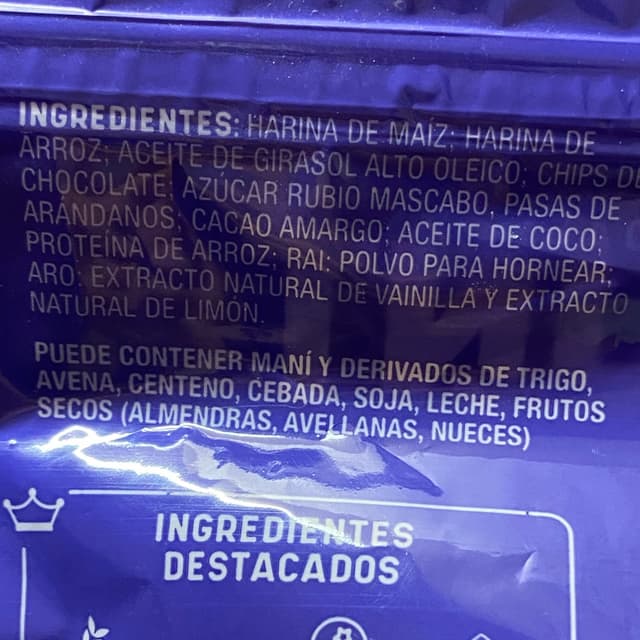 INGREDIENTES: HARINA DE MAÍZ; HARINA DE
ARROZ; ACEITE DE GIRASOL ALTO OLEICO; CHIPS DE
CHOCOLATE; AZÚCAR RUBIO MASCABO, PASAS DE
ARÁNDANOS; CACAO AMARGO; ACEITE DE COCO;
PROTEÍNA DE ARROZ; RAI: POLVO PARA HORNEAR;
ARO: EXTRACTO NATURAL DE VAINILLA Y EXTRACTO
NATURAL DE LIMÓN.
PUEDE CONTENER MANÍ Y DERIVADOS DE TRIGO,
AVENA, CENTENO, CEBADA, SOJA, LECHE, FRUTOS
SECOS (ALMENDRAS, AVELLANAS, NUECES)
INGREDIENTES
DESTACADOS